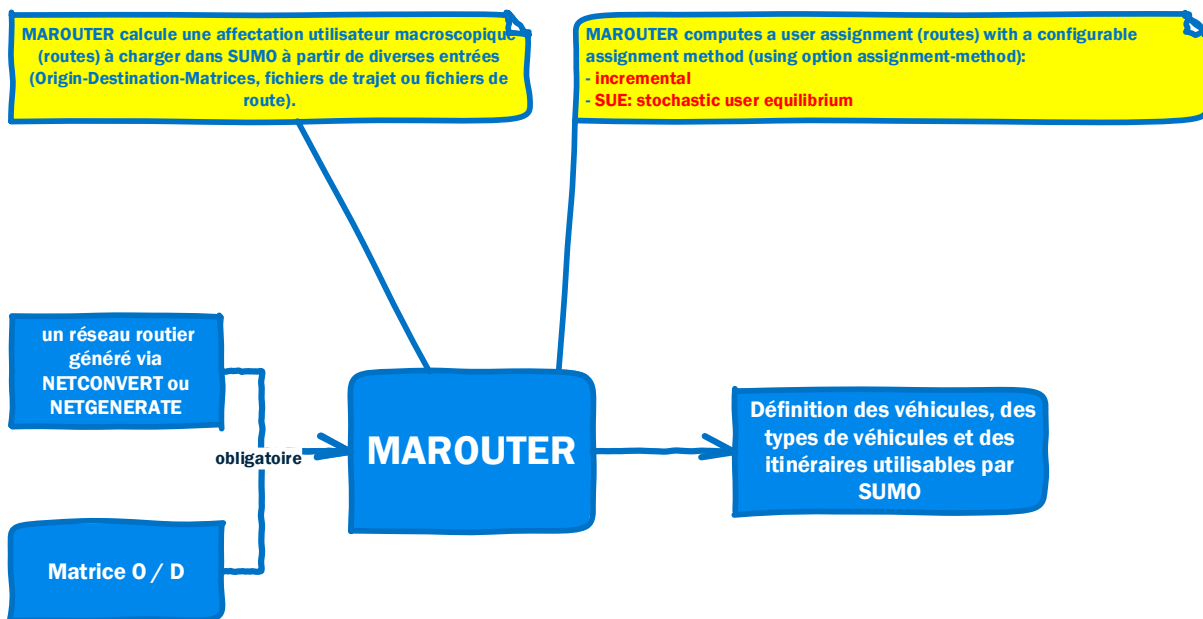 MAROUTER calcule une affectation utilisateur macroscopique
(routes) à charger dans SUMO à partir de diverses entrées
(Origin-Destination-Matrices, fichiers de trajet ou fichiers de
route).
MAROUTER computes a user assignment (routes) with a configurable
assignment method (using option assignment-method):
- incremental
- SUE: stochastic user equilibrium
un réseau routier
généré via
NETCONVERT ou
NETGENERATE
obligatoire
MAROUTER
Définition des véhicules, des
types de véhicules et des
itinéraires utilisables par
SUMO
Matrice O / D